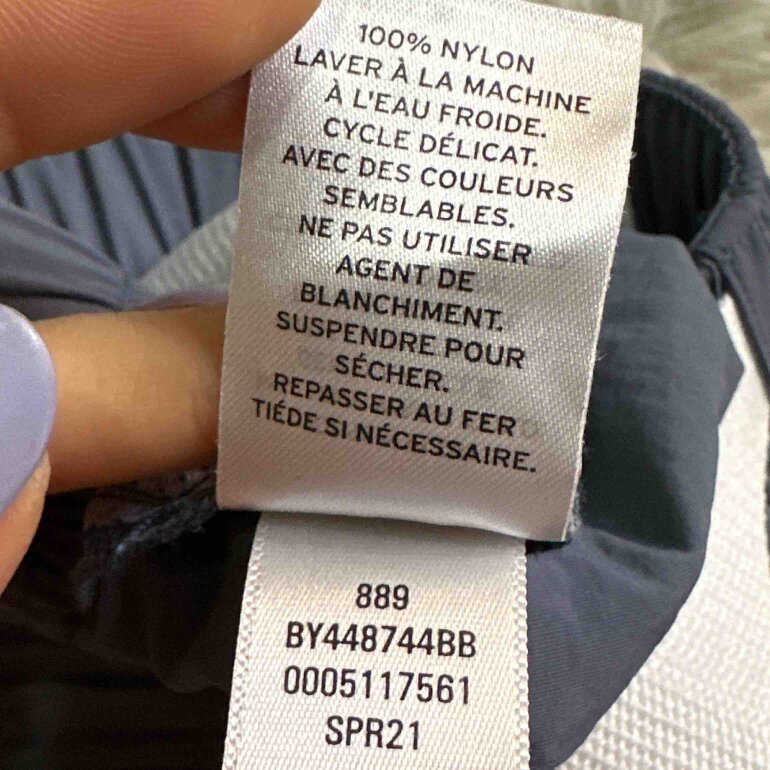 100% NYLON
LAVER À LA MACHINE
À L'EAU FROIDE.
CYCLE DÉLICAT.
AVEC DES COULEURS
SEMBLABLES.
NE PAS UTILISER
AGENT DE
BLANCHIMENT.
SUSPENDRE POUR
SÉCHER.
REPASSER AU FER
TIÉDE SI NÉCESSAIRE.
889
BY448744BB
0005117561
SPR21